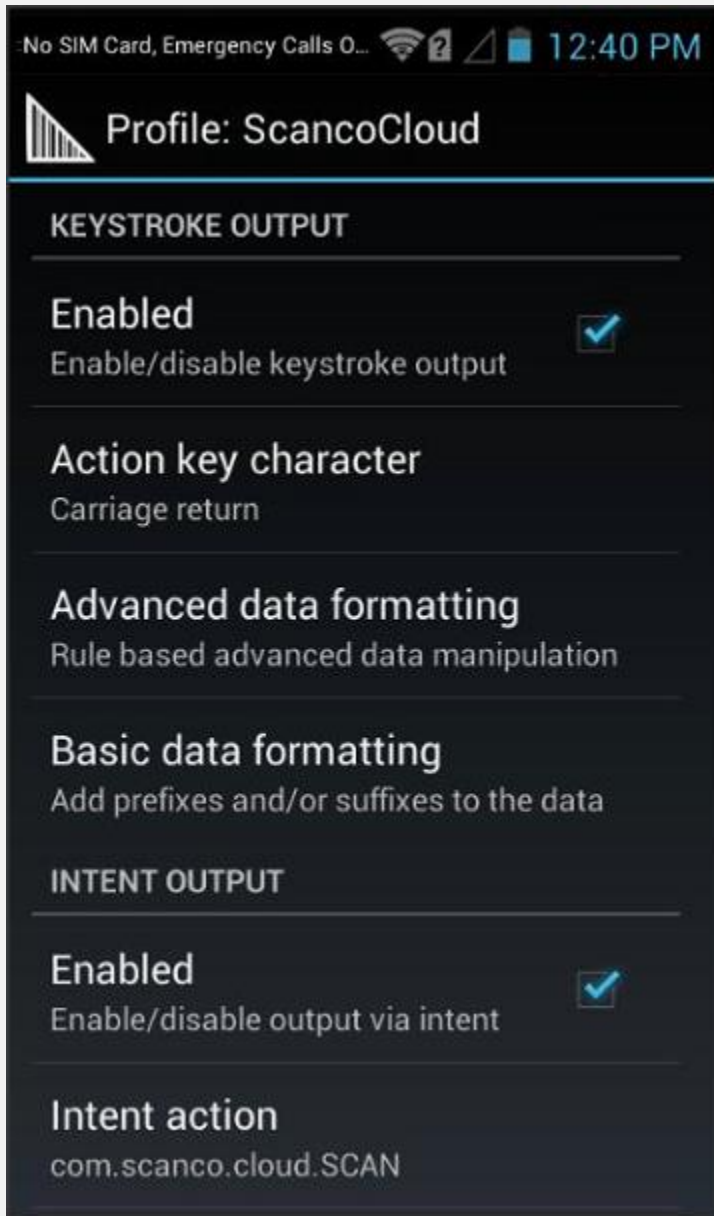 :No SIM Card, Emergency Calls O... ? 12:40 PM
Profile: ScancoCloud
KEYSTROKE OUTPUT
Enabled
Enable/disable keystroke output
Action key character
Carriage return
Advanced data formatting
Rule based advanced data manipulation
Basic data formatting
Add prefixes and/or suffixes to the data
INTENT OUTPUT
Enabled
Enable/disable output via intent
Intent action
com.scanco.cloud.SCAN